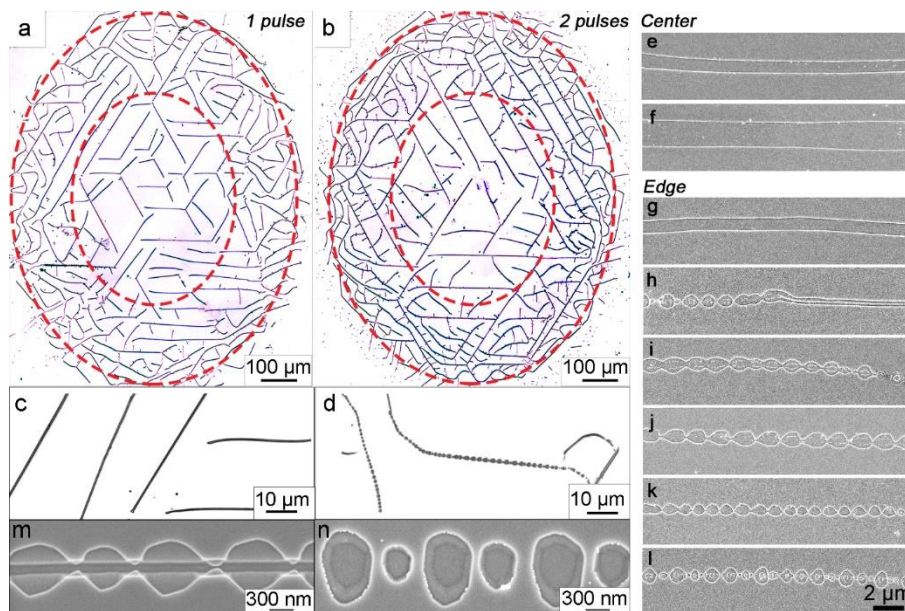 a
1 pulse
b
2 pulses
100 µm
100 µm
c
10 µm
d
10 µm
m
300 nm
n
300 nm
Center
e
f
Edge
g
h
i
j
k
l
2 µm